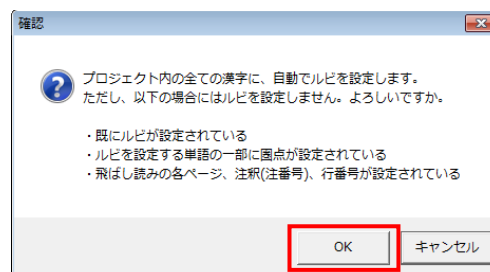 確認
プロジェクト内の全ての漢字に、自動でルビを設定します。
ただし、以下の場合にはルビを設定しません。よろしいですか。
・既にルビが設定されている
・ルビを設定する単語の一部に圏点が設定されている
・飛ばし読みの各ページ、注釈(注番号)、行番号が設定されている
OK
キャンセル